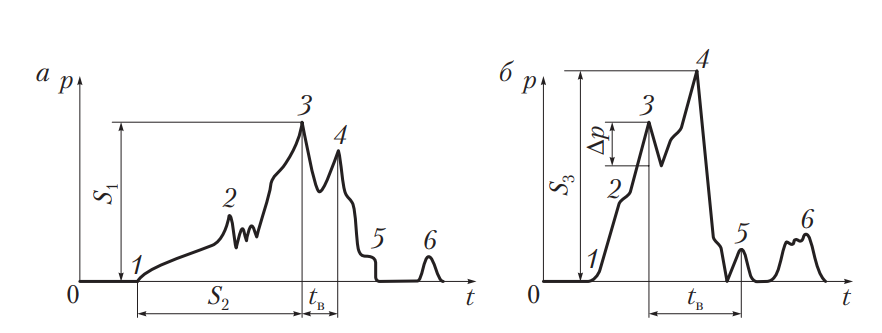 а p 3 4 2 1 5 6 S₁ 0 S₂ tв t
б p 3 4 Δp S₃ 2 1 5 6 0 tв t